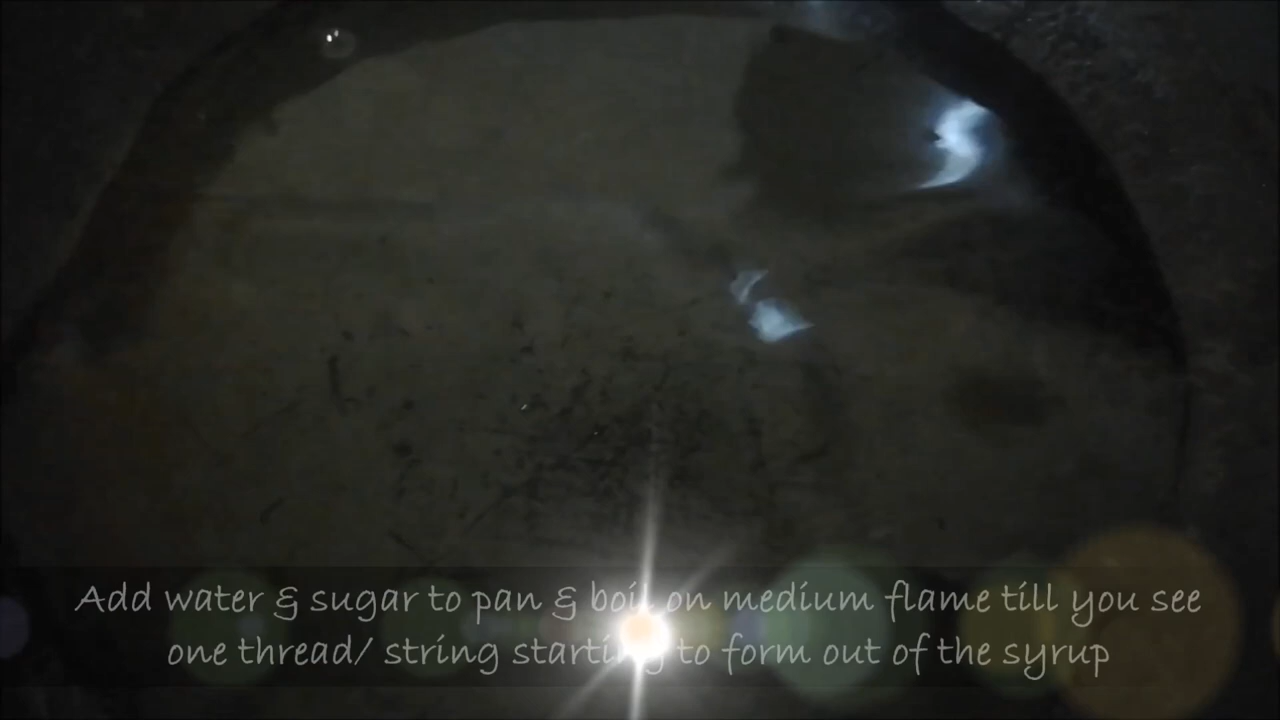 Add water & sugar to pan & boil on medium flame till you see
one thread/ string starting to form out of the syrup